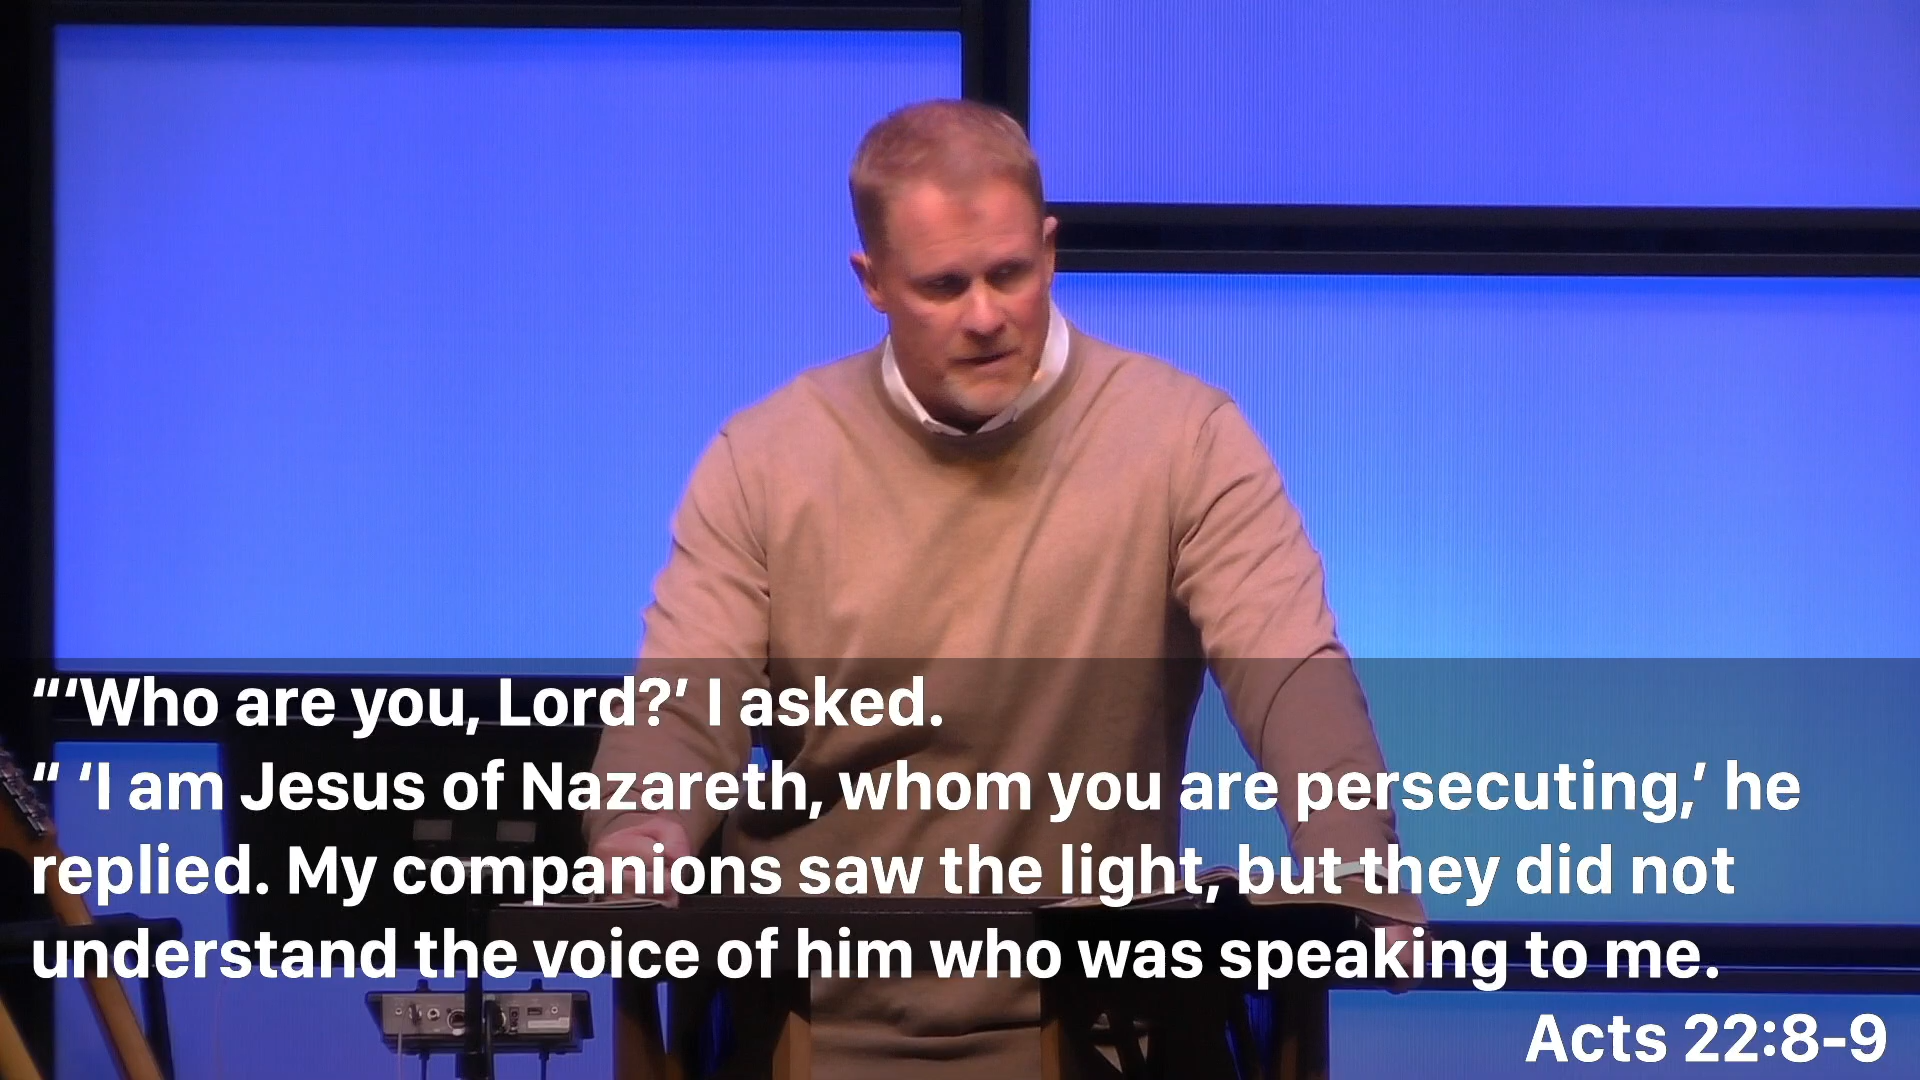 “‘Who are you, Lord?’ I asked.
“ ‘I am Jesus of Nazareth, whom you are persecuting,’ he
replied. My companions saw the light, but they did not
understand the voice of him who was speaking to me.
Acts 22:8-9